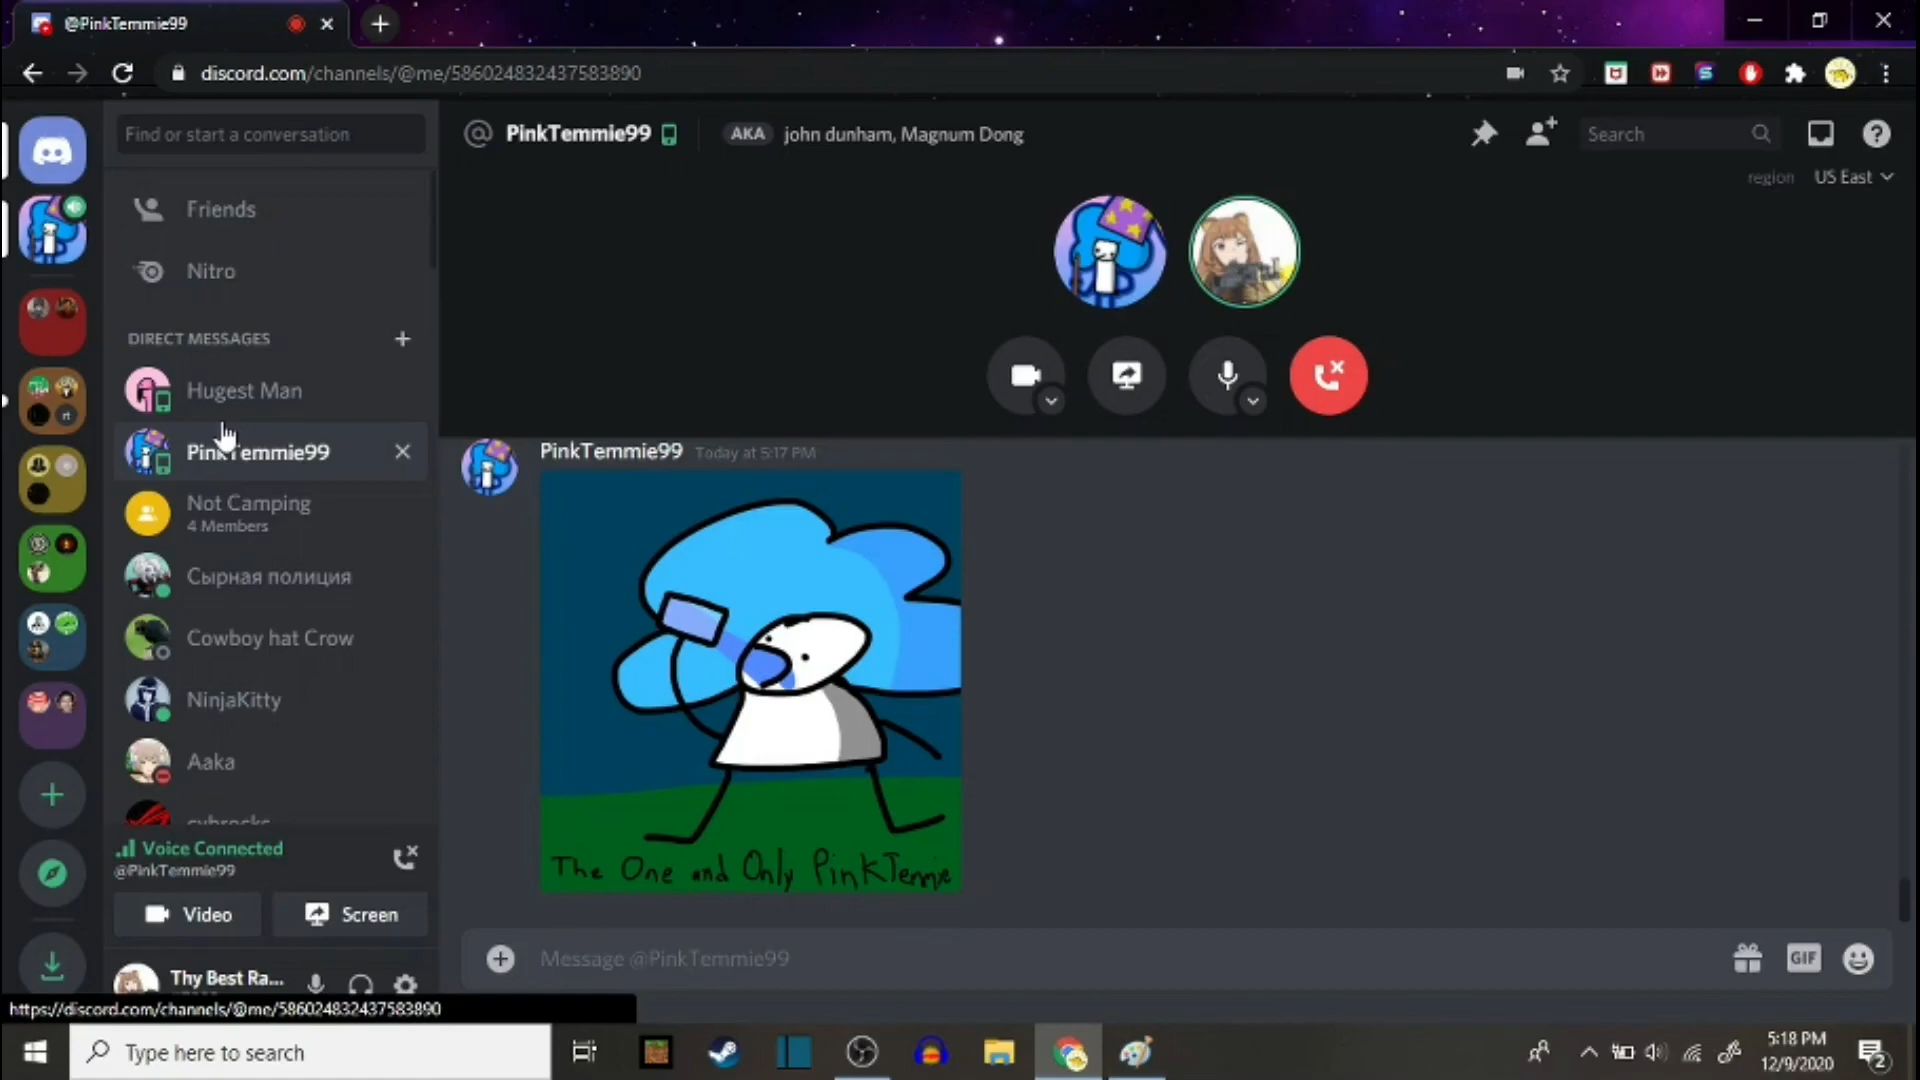 @PinkTemmie99
discord.com/channels/@me/586024832437583890
Find or start a conversation
PinkTemmie99
AKA
john dunham, Magnum Dong
Search
region
US East
Friends
Nitro
DIRECT MESSAGES
Hugest Man
PinkTemmie99
Not Camping
4 Members
Сырная полиция
Cowboy hat Crow
NinjaKitty
Aaka
cybrocks
PinkTemmie99
Today at 5:17 PM
The One and Only PinkTemmie
Voice Connected
@PinkTemmie99
Video
Screen
Message @PinkTemmie99
GIF
Thy Best Ra...
https://discord.com/channels/@me/586024832437583890
Type here to search
5:18 PM
12/9/2020
2